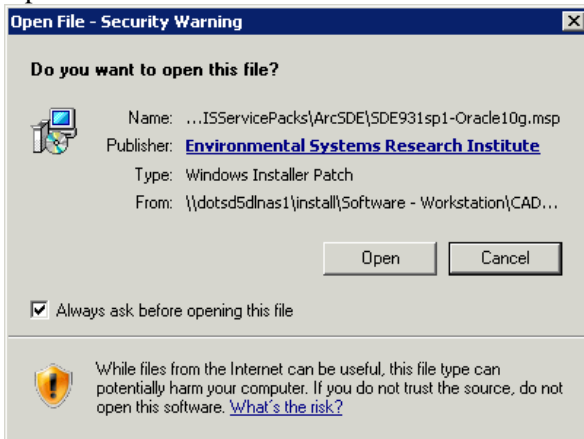 Open File - Security Warning
Do you want to open this file?
Name: ...ISServicePacks\ArcSDE\SDE931sp1-Oracle10g.msp
Publisher: Environmental Systems Research Institute
Type: Windows Installer Patch
From: \\dotsd5dlnas1\install\Software - Workstation\CAD...
Open Cancel
Always ask before opening this file
While files from the Internet can be useful, this file type can
potentially harm your computer. If you do not trust the source, do not
open this software. What's the risk?